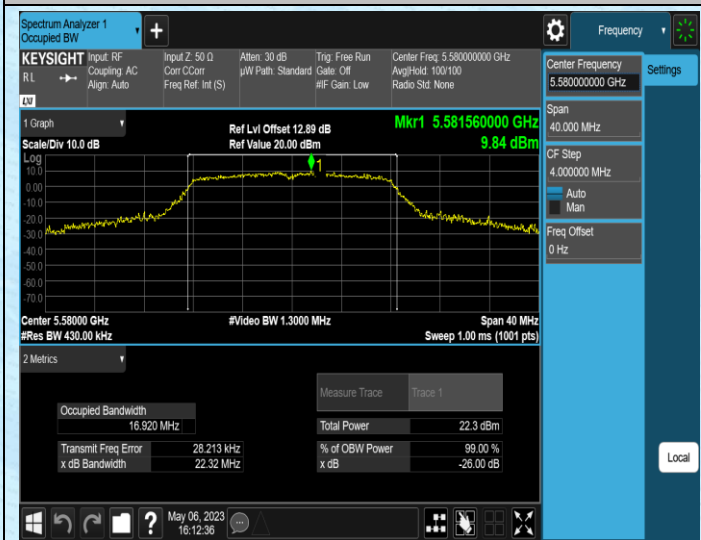 Spectrum Analyzer 1
Occupied BW
Frequency
KEYSIGHT
RL
Input: RF
Coupling: AC
Align: Auto
Input Z: 50 Ω
Corr CCorr
Freq Ref: Int (S)
Atten: 30 dB
µW Path: Standard
Trig: Free Run
Gate: Off
#IF Gain: Low
Center Freq: 5.580000000 GHz
Avg|Hold: 100/100
Radio Std: None
LXI
1 Graph
Scale/Div 10.0 dB
Ref Lvl Offset 12.89 dB
Ref Value 20.00 dBm
Mkr1 5.581560000 GHz
9.84 dBm
Log
10.0
0.00
-10.0
-20.0
-30.0
-40.0
-50.0
-60.0
-70.0
1
Center 5.58000 GHz
#Res BW 430.00 kHz
#Video BW 1.3000 MHz
Span 40 MHz
Sweep 1.00 ms (1001 pts)
2 Metrics
Measure Trace Trace 1
Occupied Bandwidth
16.920 MHz
Total Power 22.3 dBm
Transmit Freq Error 28.213 kHz
% of OBW Power 99.00 %
x dB Bandwidth 22.32 MHz
x dB -26.00 dB
Center Frequency
5.580000000 GHz
Settings
Span
40.000 MHz
CF Step
4.000000 MHz
Auto
Man
Freq Offset
0 Hz
Local
May 06, 2023
16:12:36